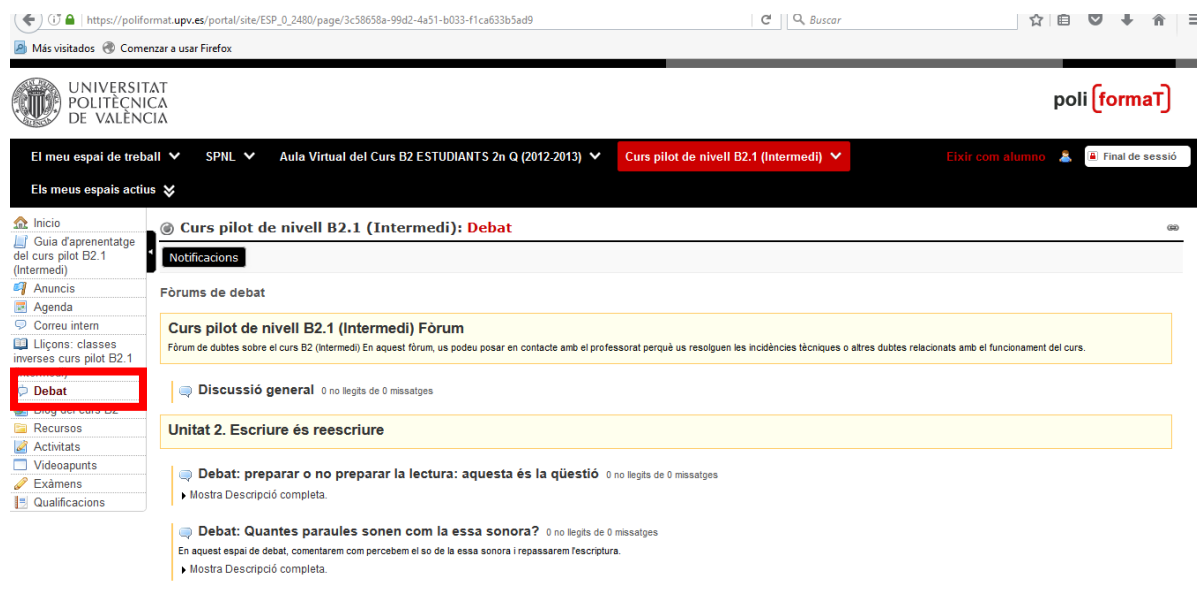 https://poliformat.upv.es/portal/site/ESP_0_2480/page/3c58658a-99d2-4a51-b033-f1ca633b5ad9
Buscar
Más visitados Comenzar a usar Firefox
UNIVERSITAT
POLITÈCNICA
DE VALÈNCIA
poli [formaT]
El meu espai de treball SPNL Aula Virtual del Curs B2 ESTUDIANTS 2n Q (2012-2013) Curs pilot de nivell B2.1 (Intermedi) Eixir com alumno Final de sessió
Els meus espais actius
Inicio
Guia d'aprenentatge
del curs pilot B2.1
(Intermedi)
Anuncis
Agenda
Correu intern
Lliçons: classes
inverses curs pilot B2.1
(Intermedi)
Debat
Blog del curs B2
Recursos
Activitats
Videoapunts
Exàmens
Qualificacions
Curs pilot de nivell B2.1 (Intermedi): Debat
Notificacions
Fòrums de debat
Curs pilot de nivell B2.1 (Intermedi) Fòrum
Fòrum de dubtes sobre el curs B2 (Intermedi) En aquest fòrum, us podeu posar en contacte amb el professorat perquè us resolguen les incidències tècniques o altres dubtes relacionats amb el funcionament del curs.
Discussió general 0 no llegits de 0 missatges
Unitat 2. Escriure és reescriure
Debat: preparar o no preparar la lectura: aquesta és la qüestió 0 no llegits de 0 missatges
Mostra Descripció completa.
Debat: Quantes paraules sonen com la essa sonora? 0 no llegits de 0 missatges
En aquest espai de debat, comentarem com percebem el so de la essa sonora i repassarem l'escriptura.
Mostra Descripció completa.